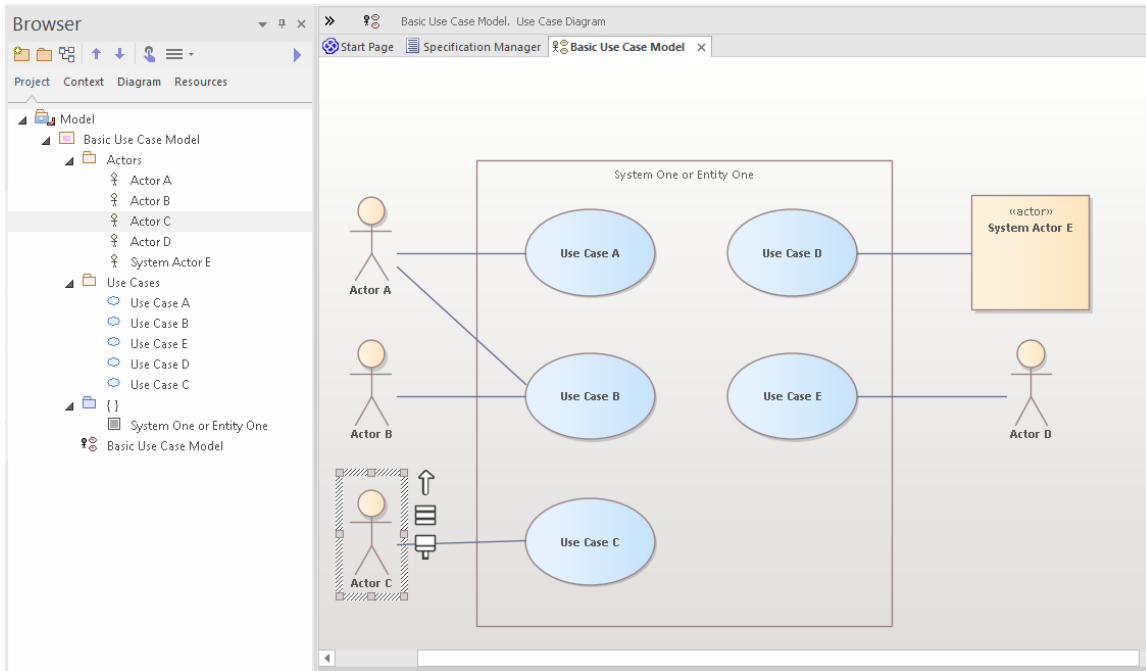 Browser
Project Context Diagram Resources
Model
Basic Use Case Model
Actors
Actor A
Actor B
Actor C
Actor D
System Actor E
Use Cases
Use Case A
Use Case B
Use Case E
Use Case D
Use Case C
{ }
System One or Entity One
Basic Use Case Model
Basic Use Case Model. Use Case Diagram
Start Page Specification Manager Basic Use Case Model
System One or Entity One
Actor A
Use Case A
Use Case D
«actor»
System Actor E
Actor B
Use Case B
Use Case E
Actor D
Actor C
Use Case C